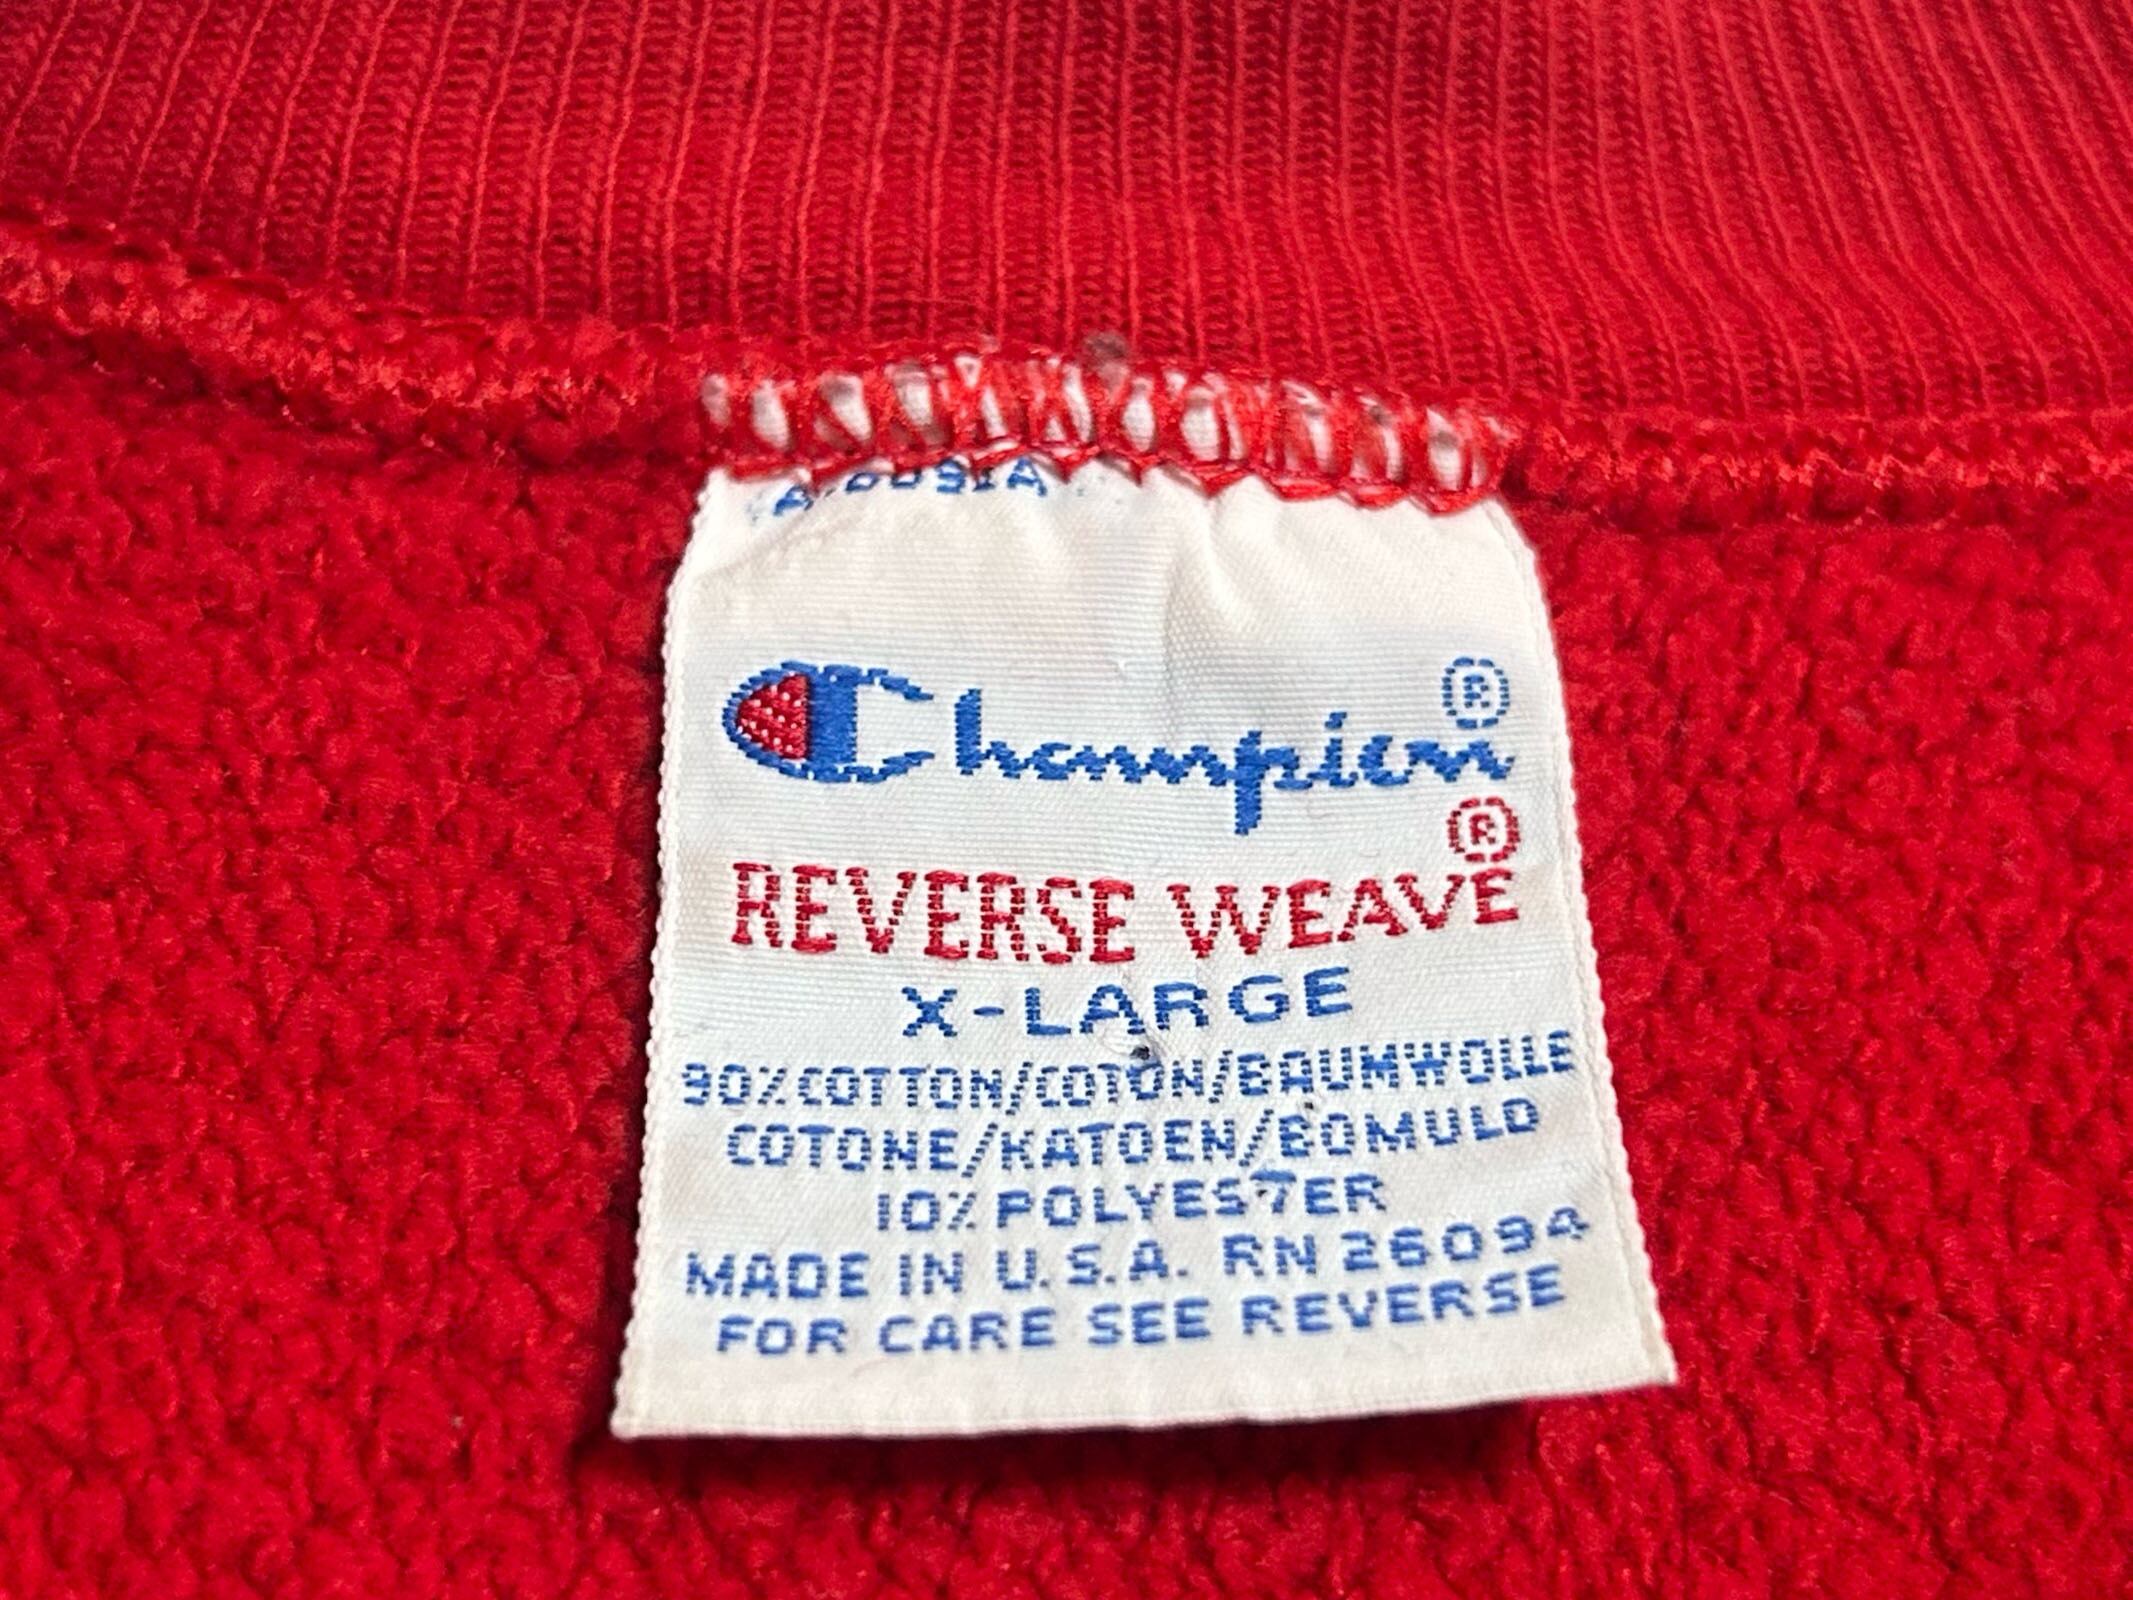 Champion®
REVERSE WEAVE®
X-LARGE
90%COTTON/COTON/BAUMWOLLE
COTONE/KATOEN/BOMULD
10% POLYESTER
MADE IN U.S.A. RN 26094
FOR CARE SEE REVERSE